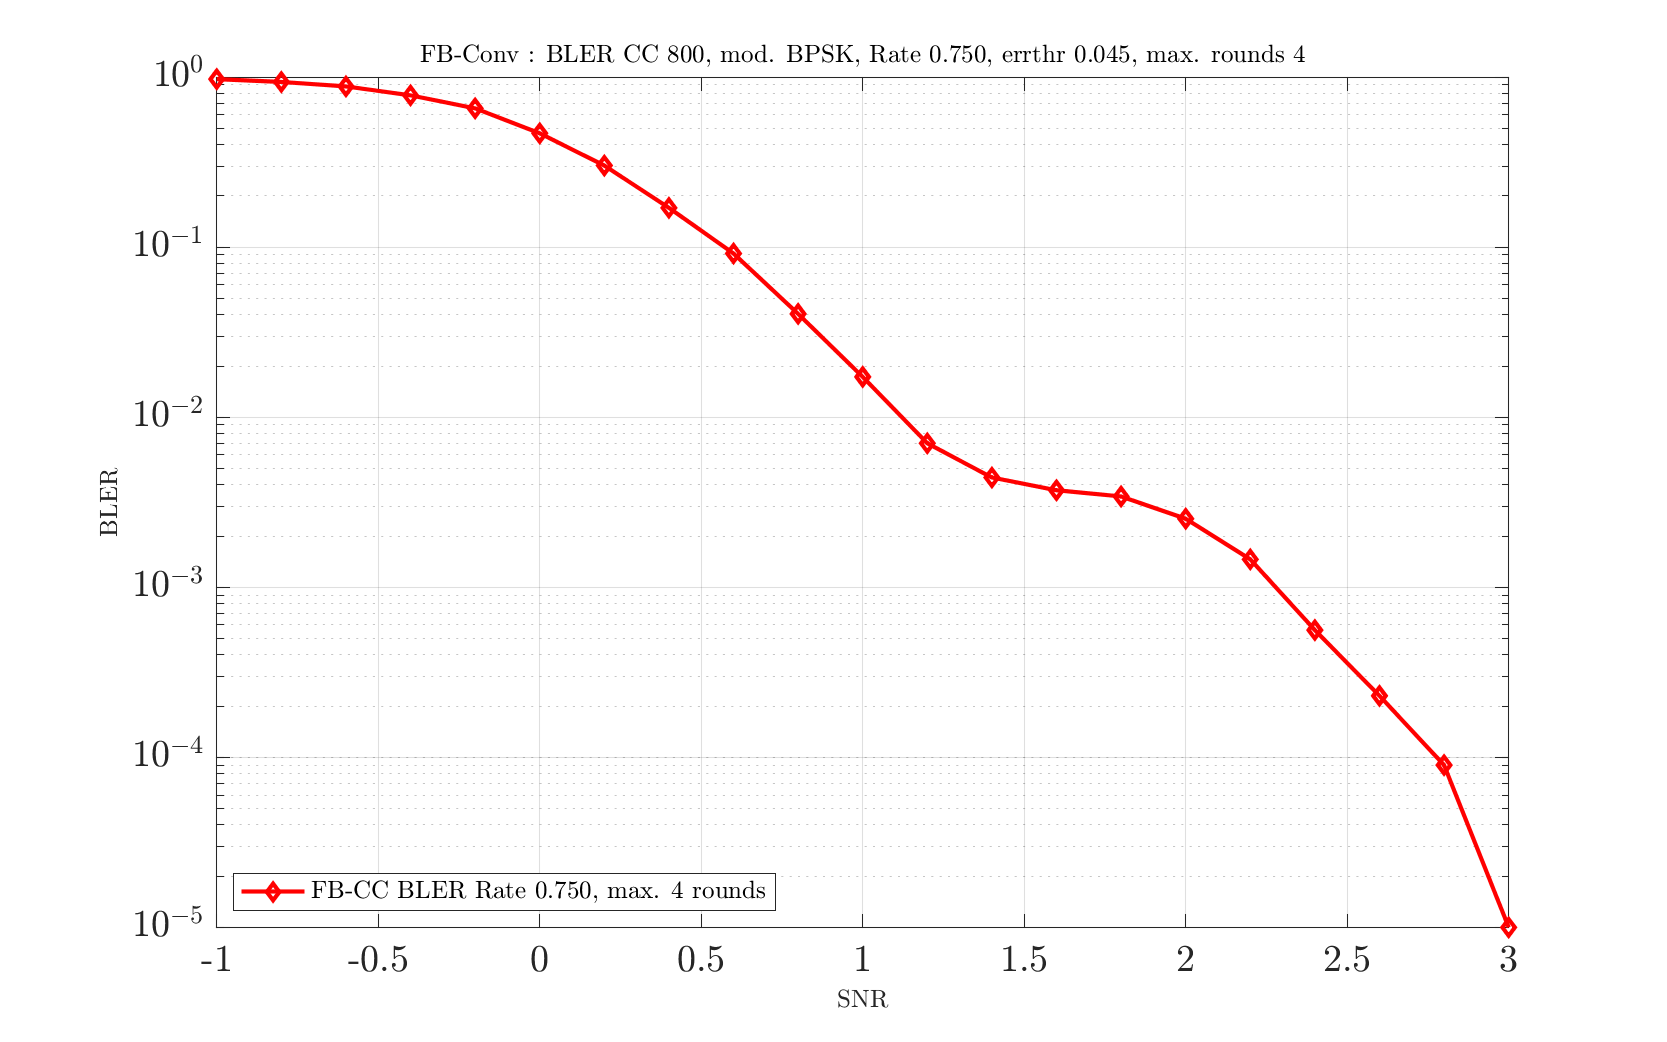 FB-Conv : BLER CC 800, mod. BPSK, Rate 0.750, errthr 0.045, max. rounds 4
10^0
10^{-1}
10^{-2}
10^{-3}
10^{-4}
10^{-5}
BLER
FB-CC BLER Rate 0.750, max. 4 rounds
-1 -0.5 0 0.5 1 1.5 2 2.5 3
SNR